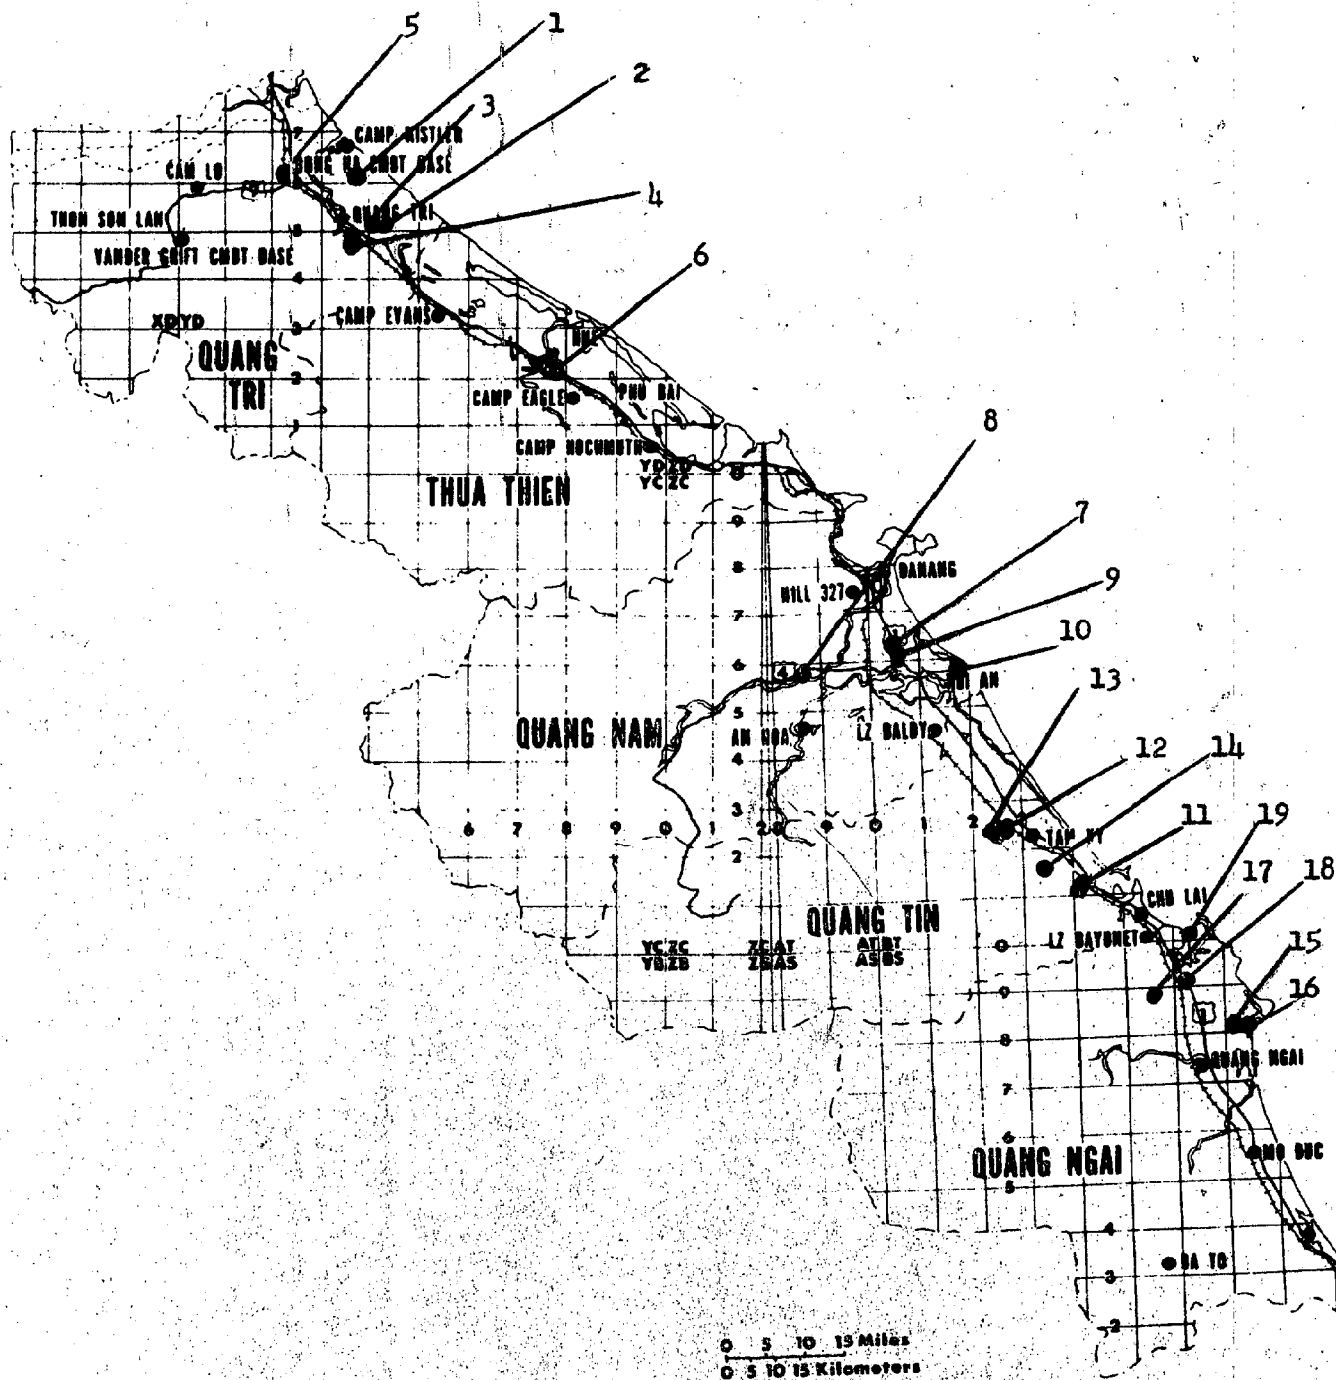 5
1
2
3
CAMP KISTLER
DONG HA CMBT BASE
CAM LO
THON SOM LAM
QUANG TRI
4
VANDER GRIFT CMBT BASE
6
CAMP EVANS
XD YD
HUE
QUANG
TRI
CAMP EAGLE
PHU BAI
CAMP HOCHMUTH
YD ZD
YC ZC
THUA THIEN
8
7
DANANG
HILL 327
9
10
HOI AN
13
QUANG NAM
AN HOA
LZ BALDY
12
14
6 7 8 9 0 1 2
TAM KY
11
19
17
18
CHU LAI
QUANG TIN
LZ BAYONET
YC ZC
YB ZB
ZC AT
ZB AS
AT BT
AS BS
15
16
QUANG NGAI
QUANG NGAI
MO DUC
BA TO
0 5 10 15 Miles
0 5 10 15 Kilometers